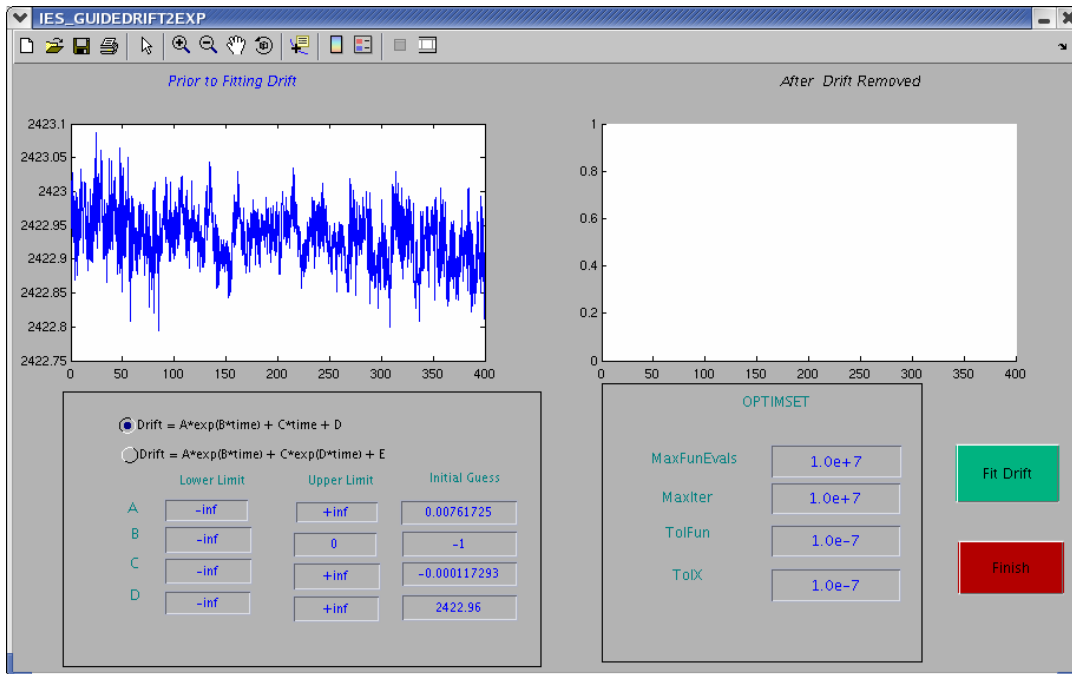 IES_GUIDEDRIFT2EXP
Prior to Fitting Drift
After Drift Removed
2423.1
2423.05
2423
2422.95
2422.9
2422.85
2422.8
2422.75
0 50 100 150 200 250 300 350 400
1
0.8
0.6
0.4
0.2
0
0 50 100 150 200 250 300 350 400
Drift = A*exp(B*time) + C*time + D
Drift = A*exp(B*time) + C*exp(D*time) + E
Lower Limit Upper Limit Initial Guess
A -inf +inf 0.00761725
B -inf 0 -1
C -inf +inf -0.000117293
D -inf +inf 2422.96
OPTIMSET
MaxFunEvals 1.0e+7
MaxIter 1.0e+7
TolFun 1.0e-7
TolX 1.0e-7
Fit Drift
Finish